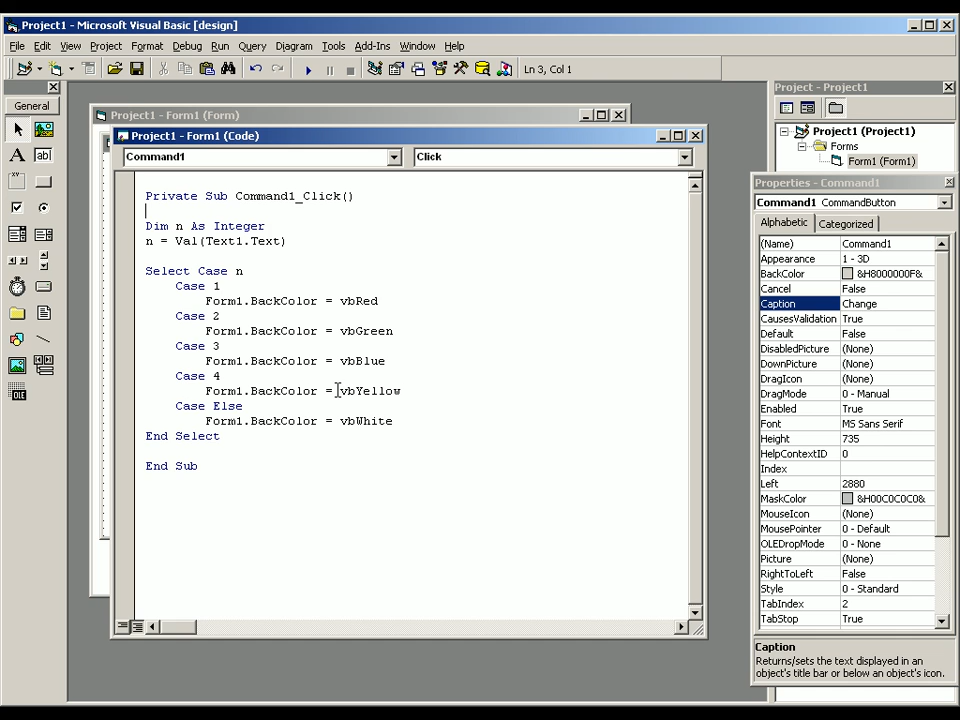 Project1 - Microsoft Visual Basic [design]
File Edit View Project Format Debug Run Query Diagram Tools Add-Ins Window Help
Ln 3, Col 1
General
A
ab|
xy
OLE
Project1 - Form1 (Form)
Project1 - Form1 (Code)
Command1
Click
Private Sub Command1_Click()
Dim n As Integer
n = Val(Text1.Text)
Select Case n
Case 1
Form1.BackColor = vbRed
Case 2
Form1.BackColor = vbGreen
Case 3
Form1.BackColor = vbBlue
Case 4
Form1.BackColor = vbYellow
Case Else
Form1.BackColor = vbWhite
End Select
End Sub
Project - Project1
Project1 (Project1)
Forms
Form1 (Form1)
Properties - Command1
Command1 CommandButton
Alphabetic Categorized
(Name) Command1
Appearance 1 - 3D
BackColor &H8000000F&
Cancel False
Caption Change
CausesValidation True
Default False
DisabledPicture (None)
DownPicture (None)
DragIcon (None)
DragMode 0 - Manual
Enabled True
Font MS Sans Serif
Height 735
HelpContextID 0
Index
Left 2880
MaskColor &H00C0C0C0&
MouseIcon (None)
MousePointer 0 - Default
OLEDropMode 0 - None
Picture (None)
RightToLeft False
Style 0 - Standard
TabIndex 2
TabStop True
Caption
Returns/sets the text displayed in an
object's title bar or below an object's icon.